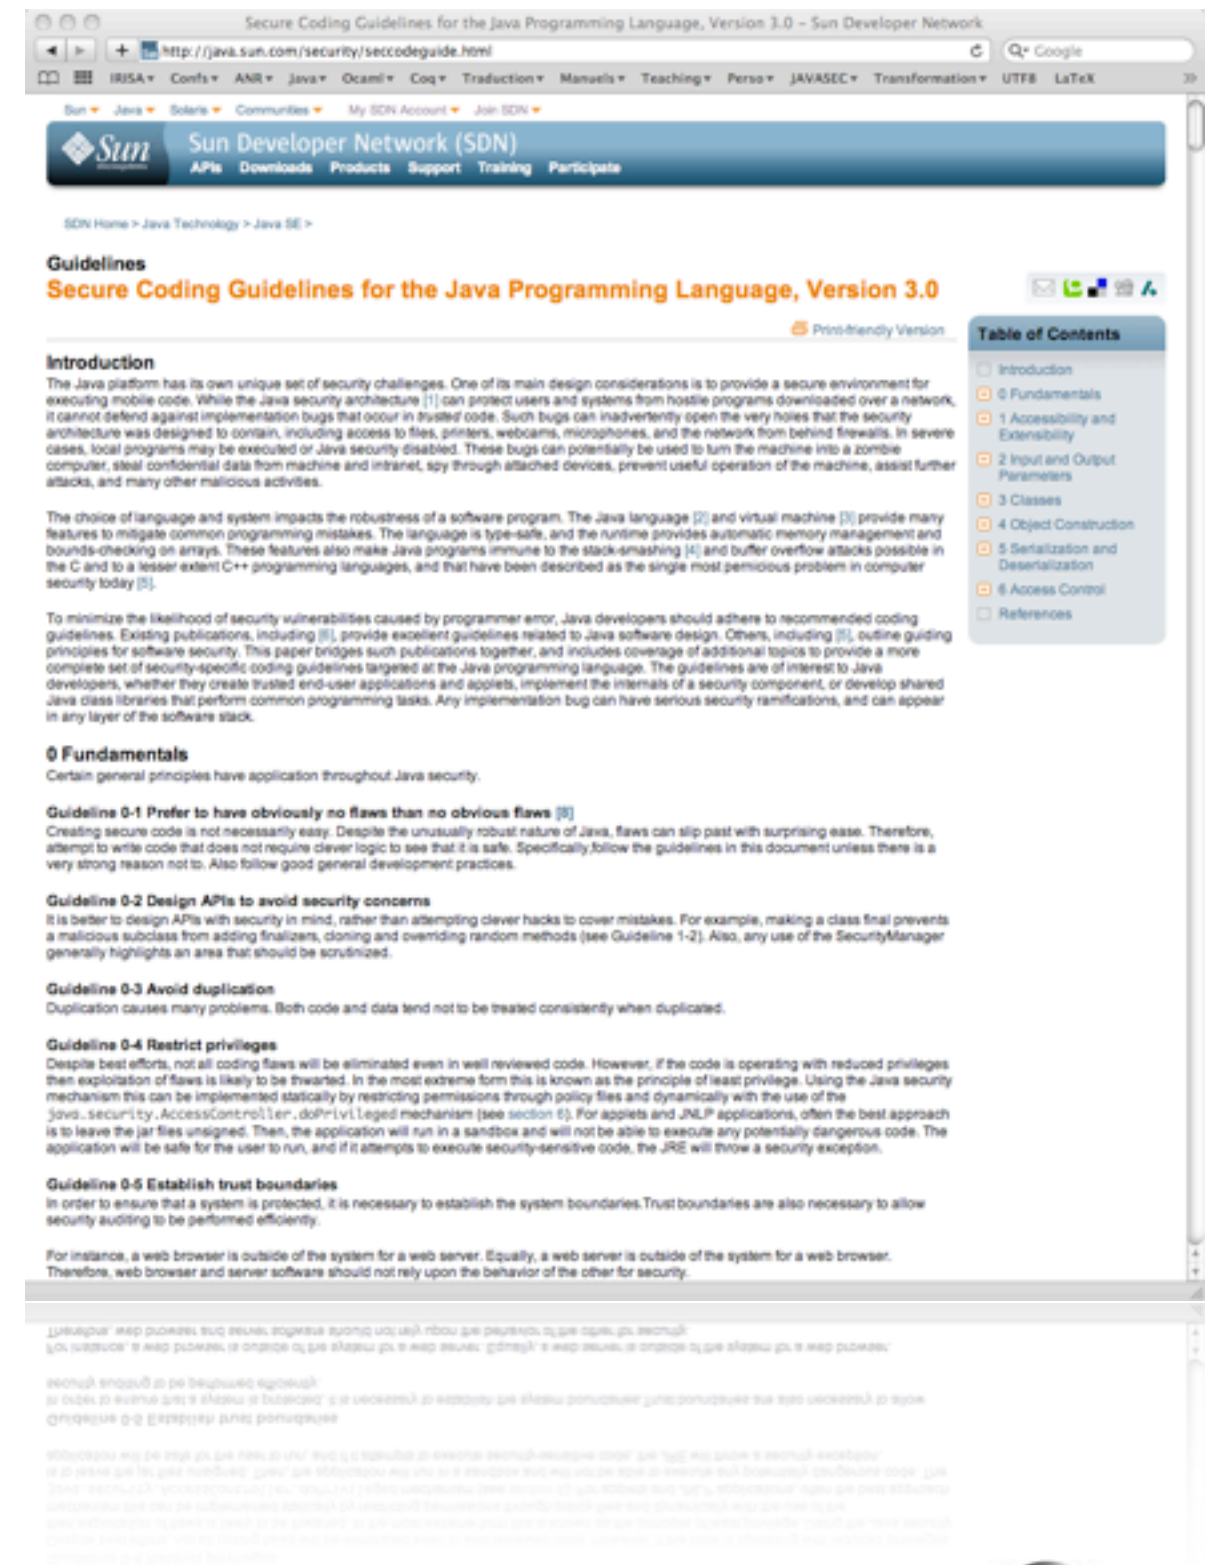 Secure Coding Guidelines for the Java Programming Language, Version 3.0 – Sun Developer Network
http://java.sun.com/security/seccodeguide.html
Google
IRISA Confs ANR Java Ocaml Coq Traduction Manuels Teaching Perso JAVASEC Transformation UTF8 LaTeX
Sun Java Solaris Communities My SDN Account Join SDN
Sun
Sun Developer Network (SDN)
APIs Downloads Products Support Training Participate
SDN Home > Java Technology > Java SE >
Guidelines
Secure Coding Guidelines for the Java Programming Language, Version 3.0
Print-friendly Version
Introduction
The Java platform has its own unique set of security challenges. One of its main design considerations is to provide a secure environment for
executing mobile code. While the Java security architecture [1] can protect users and systems from hostile programs downloaded over a network,
it cannot defend against implementation bugs that occur in trusted code. Such bugs can inadvertently open the very holes that the security
architecture was designed to contain, including access to files, printers, webcams, microphones, and the network from behind firewalls. In severe
cases, local programs may be executed or Java security disabled. These bugs can potentially be used to turn the machine into a zombie
computer, steal confidential data from machine and intranet, spy through attached devices, prevent useful operation of the machine, assist further
attacks, and many other malicious activities.
The choice of language and system impacts the robustness of a software program. The Java language [2] and virtual machine [3] provide many
features to mitigate common programming mistakes. The language is type-safe, and the runtime provides automatic memory management and
bounds-checking on arrays. These features also make Java programs immune to the stack-smashing [4] and buffer overflow attacks possible in
the C and to a lesser extent C++ programming languages, and that have been described as the single most pernicious problem in computer
security today [5].
To minimize the likelihood of security vulnerabilities caused by programmer error, Java developers should adhere to recommended coding
guidelines. Existing publications, including [6], provide excellent guidelines related to Java software design. Others, including [5], outline guiding
principles for software security. This paper bridges such publications together, and includes coverage of additional topics to provide a more
complete set of security-specific coding guidelines targeted at the Java programming language. The guidelines are of interest to Java
developers, whether they create trusted end-user applications and applets, implement the internals of a security component, or develop shared
Java class libraries that perform common programming tasks. Any implementation bug can have serious security ramifications, and can appear
in any layer of the software stack.
0 Fundamentals
Certain general principles have application throughout Java security.
Guideline 0-1 Prefer to have obviously no flaws than no obvious flaws [8]
Creating secure code is not necessarily easy. Despite the unusually robust nature of Java, flaws can slip past with surprising ease. Therefore,
attempt to write code that does not require clever logic to see that it is safe. Specifically,follow the guidelines in this document unless there is a
very strong reason not to. Also follow good general development practices.
Guideline 0-2 Design APIs to avoid security concerns
It is better to design APIs with security in mind, rather than attempting clever hacks to cover mistakes. For example, making a class final prevents
a malicious subclass from adding finalizers, cloning and overriding random methods (see Guideline 1-2). Also, any use of the SecurityManager
generally highlights an area that should be scrutinized.
Guideline 0-3 Avoid duplication
Duplication causes many problems. Both code and data tend not to be treated consistently when duplicated.
Guideline 0-4 Restrict privileges
Despite best efforts, not all coding flaws will be eliminated even in well reviewed code. However, if the code is operating with reduced privileges
then exploitation of flaws is likely to be thwarted. In the most extreme form this is known as the principle of least privilege. Using the Java security
mechanism this can be implemented statically by restricting permissions through policy files and dynamically with the use of the
java.security.AccessController.doPrivileged mechanism (see section 6). For applets and JNLP applications, often the best approach
is to leave the jar files unsigned. Then, the application will run in a sandbox and will not be able to execute any potentially dangerous code. The
application will be safe for the user to run, and if it attempts to execute security-sensitive code, the JRE will throw a security exception.
Guideline 0-5 Establish trust boundaries
In order to ensure that a system is protected, it is necessary to establish the system boundaries.Trust boundaries are also necessary to allow
security auditing to be performed efficiently.
For instance, a web browser is outside of the system for a web server. Equally, a web server is outside of the system for a web browser.
Therefore, web browser and server software should not rely upon the behavior of the other for security.
Table of Contents
Introduction
0 Fundamentals
1 Accessibility and
Extensibility
2 Input and Output
Parameters
3 Classes
4 Object Construction
5 Serialization and
Deserialization
6 Access Control
References